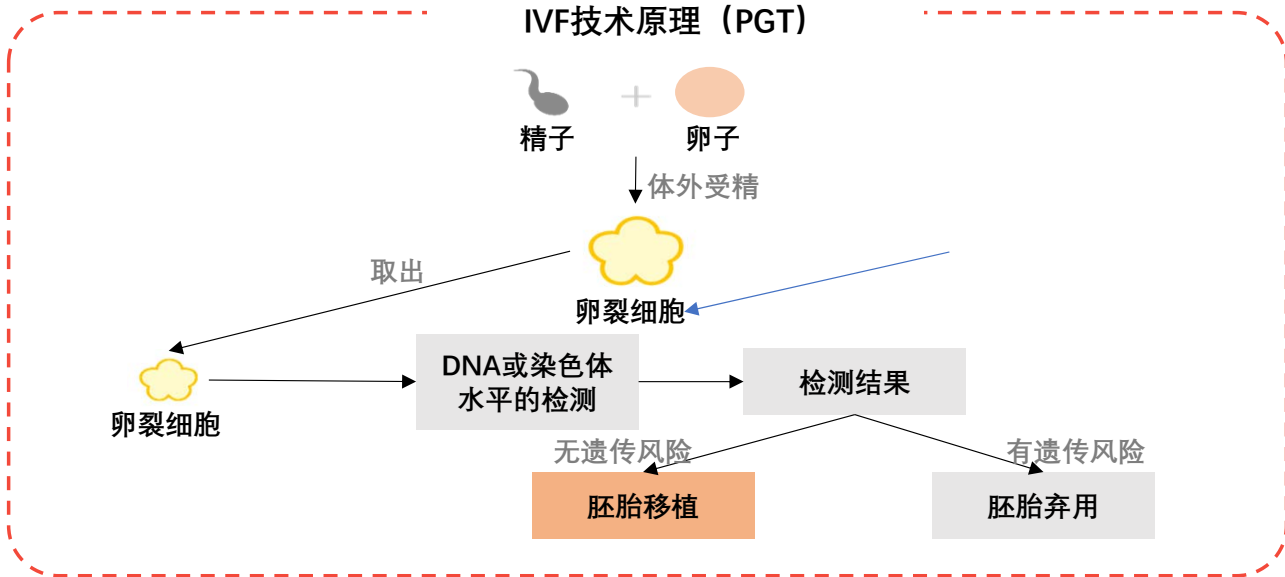 IVF技术原理（PGT）
精子
卵子
体外受精
取出
卵裂细胞
卵裂细胞
DNA或染色体
水平的检测
检测结果
无遗传风险
有遗传风险
胚胎移植
胚胎弃用